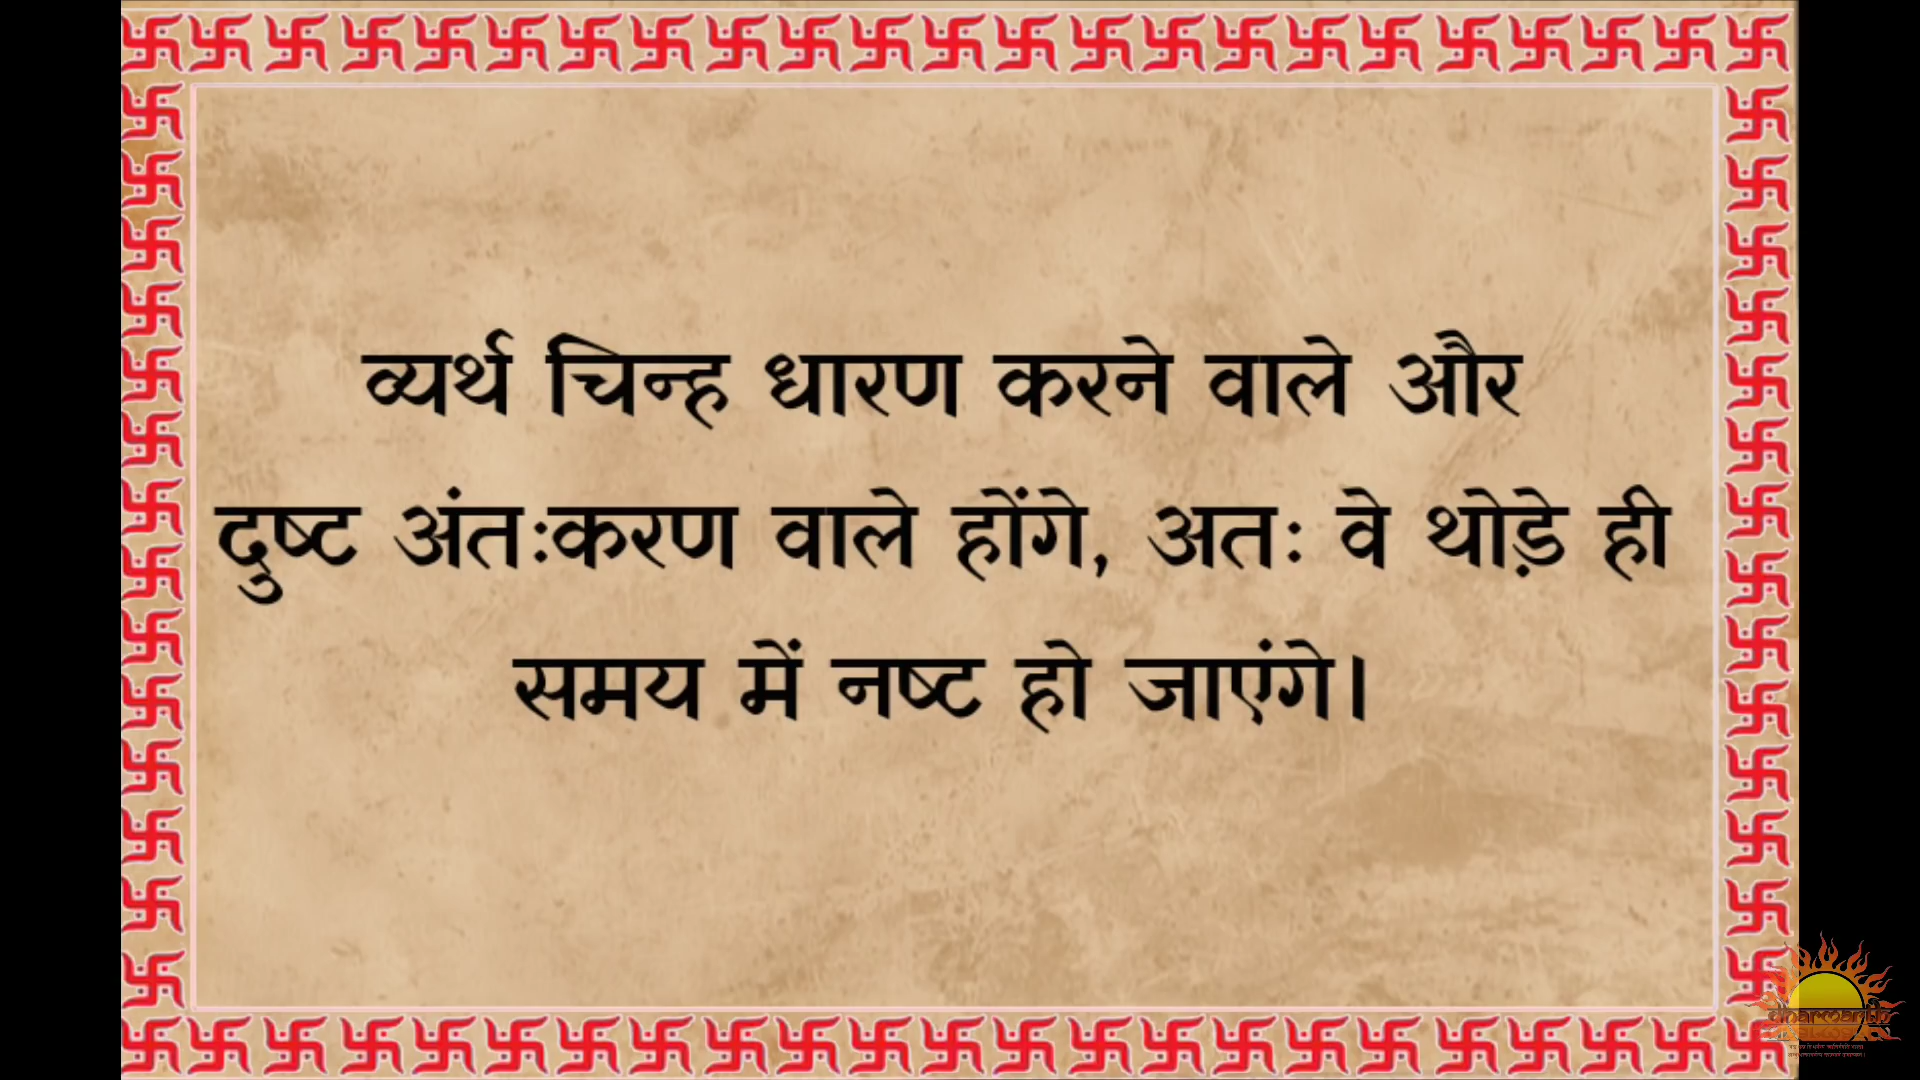 व्यर्थ चिन्ह धारण करने वाले और
दुष्ट अंतःकरण वाले होंगे, अतः वे थोड़े ही
समय में नष्ट हो जाएंगे।